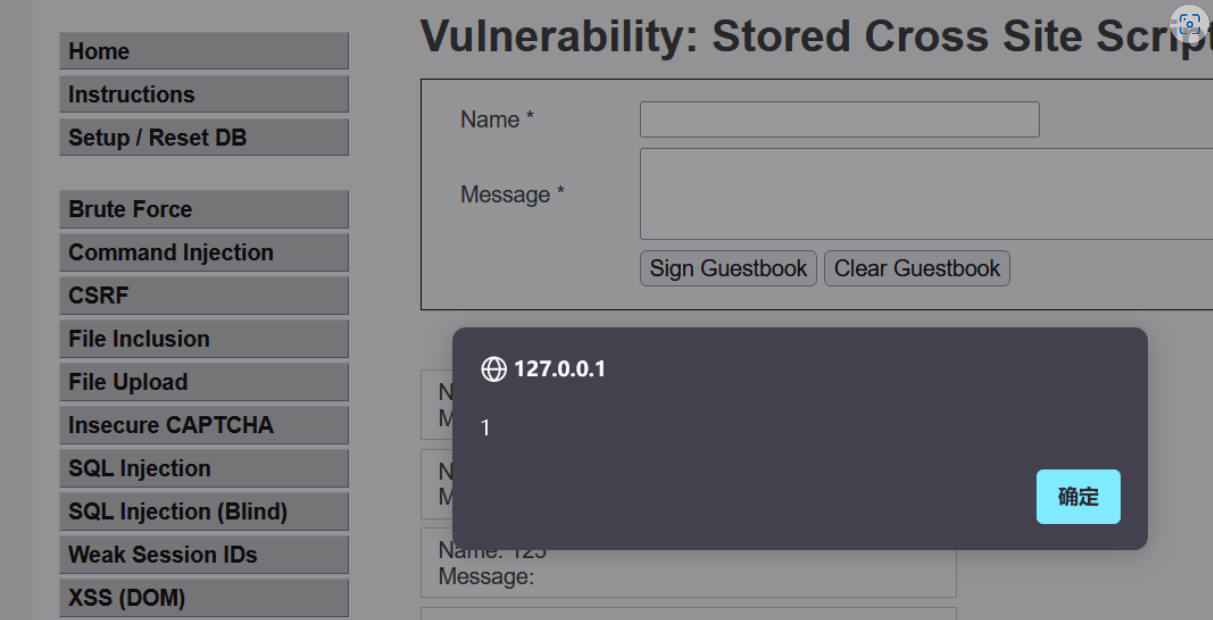 Home
Instructions
Setup / Reset DB
Brute Force
Command Injection
CSRF
File Inclusion
File Upload
Insecure CAPTCHA
SQL Injection
SQL Injection (Blind)
Weak Session IDs
XSS (DOM)
Vulnerability: Stored Cross Site Script
Name *
Message *
Sign Guestbook
Clear Guestbook
127.0.0.1
1
确定
Name: 123
Message: